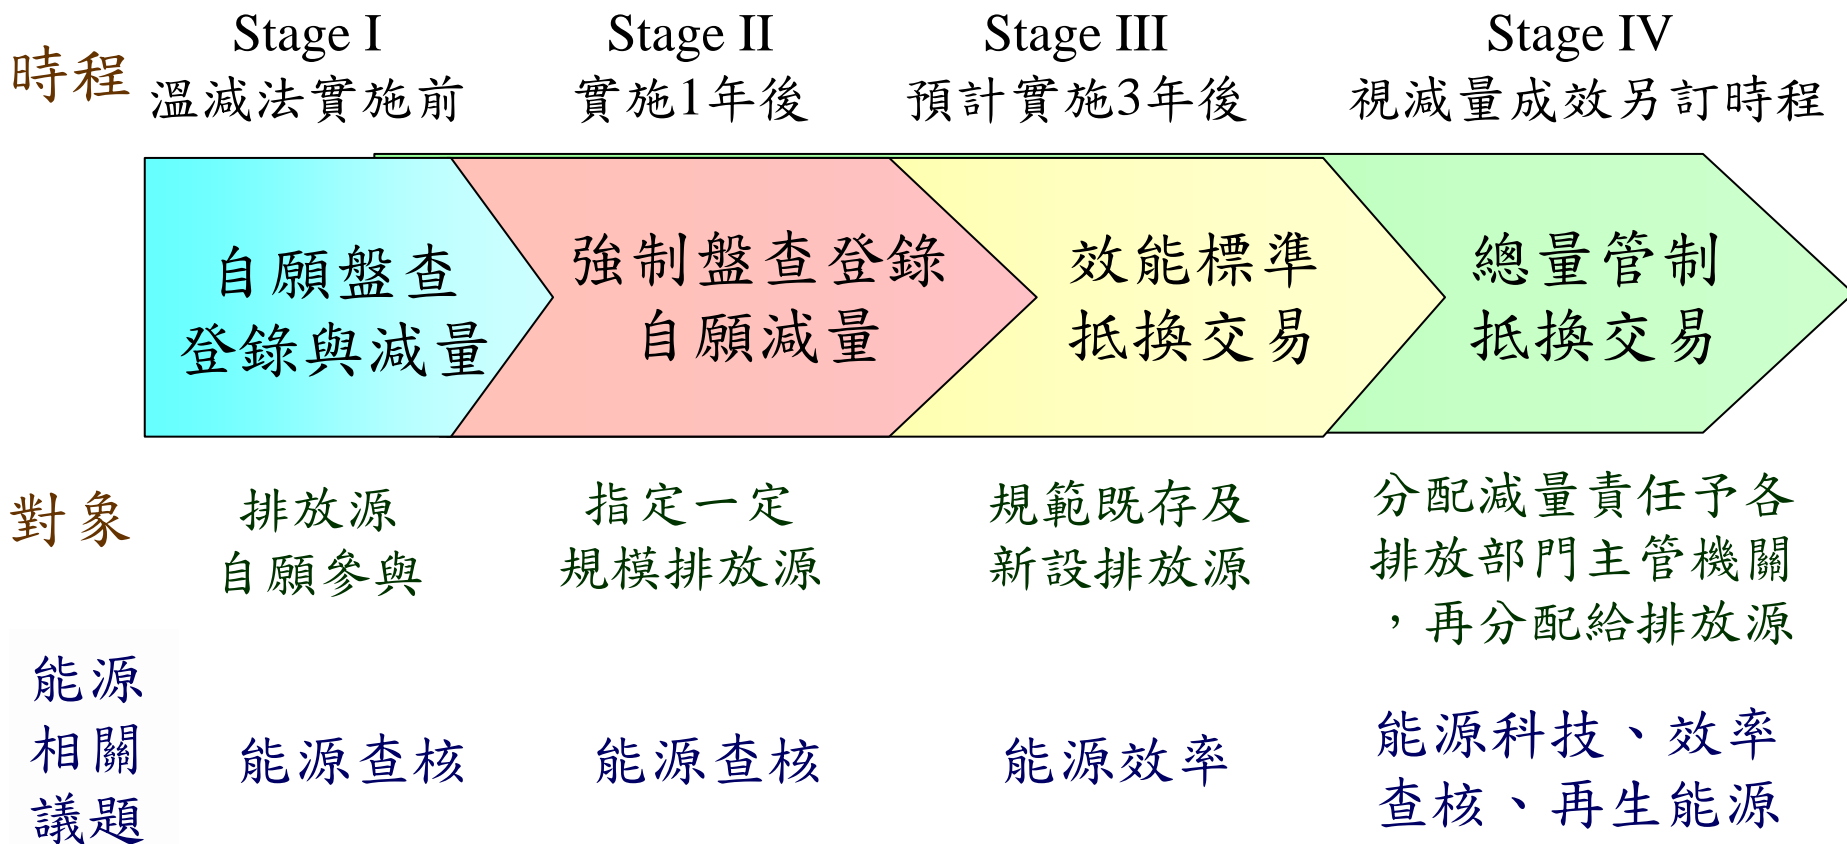 時程
Stage I
溫減法實施前
Stage II
實施1年後
Stage III
預計實施3年後
Stage IV
視減量成效另訂時程
自願盤查
登錄與減量
強制盤查登錄
自願減量
效能標準
抵換交易
總量管制
抵換交易
對象
排放源
自願參與
指定一定
規模排放源
規範既存及
新設排放源
分配減量責任予各
排放部門主管機關
，再分配給排放源
能源
相關
議題
能源查核
能源查核
能源效率
能源科技、效率
查核、再生能源